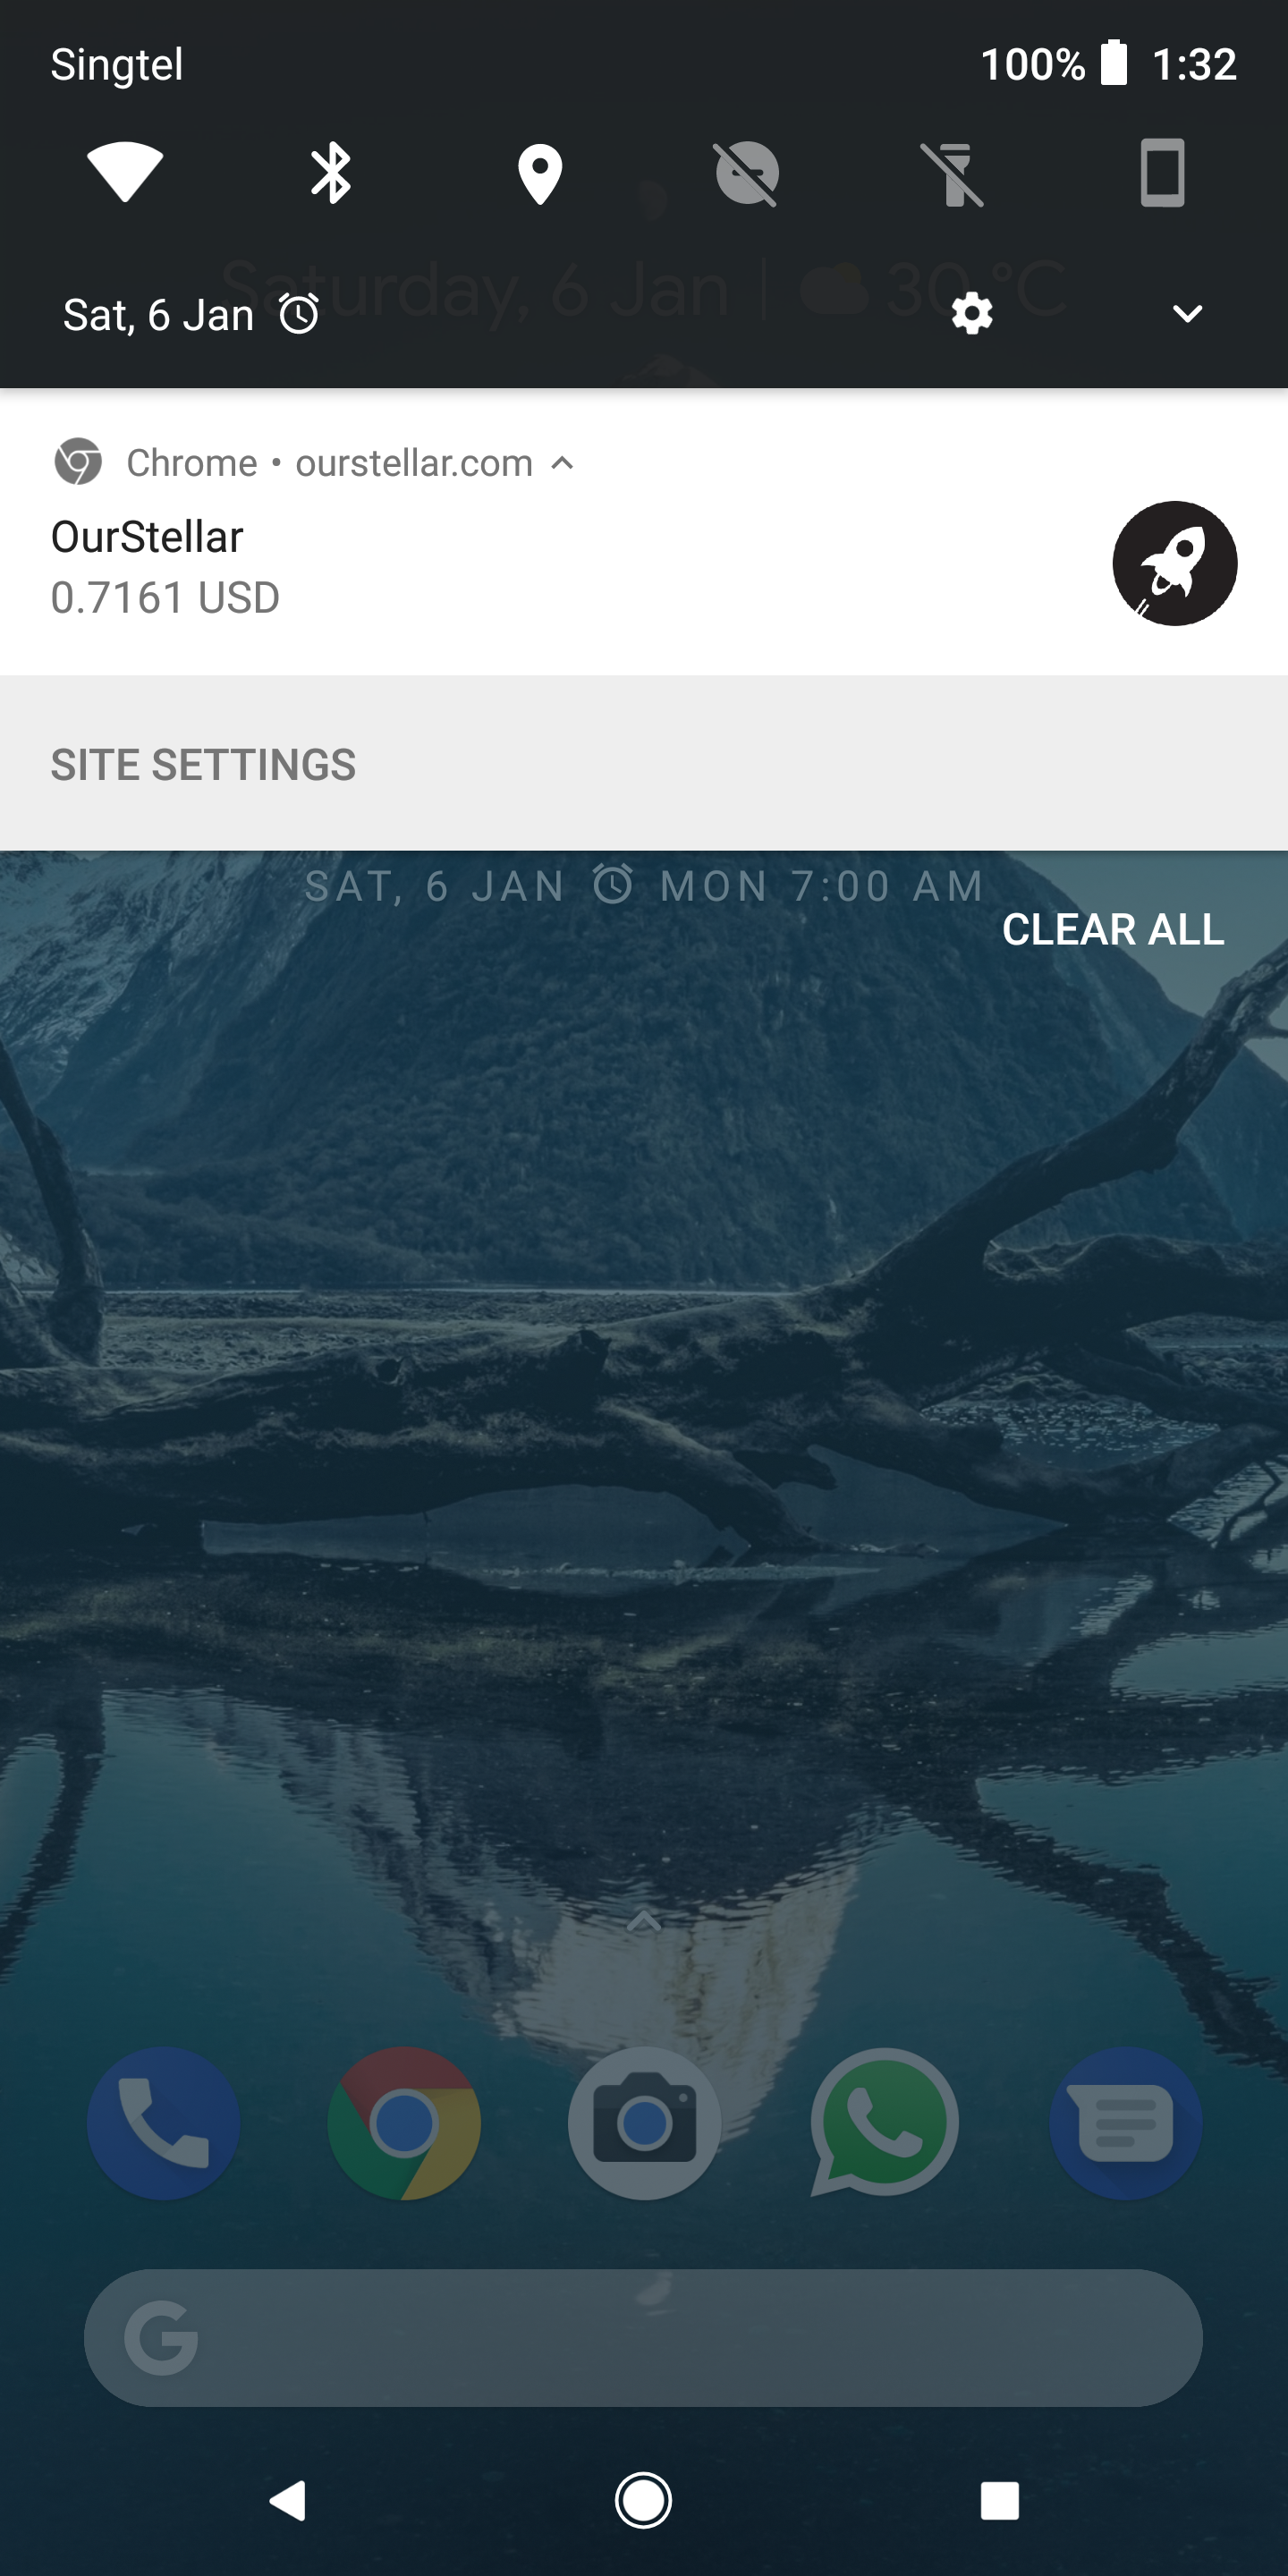 Singtel 100% 1:32
Saturday, 6 Jan | 30 °C
Sat, 6 Jan
Chrome • ourstellar.com
OurStellar
0.7161 USD
SITE SETTINGS
SAT, 6 JAN MON 7:00 AM
CLEAR ALL
G